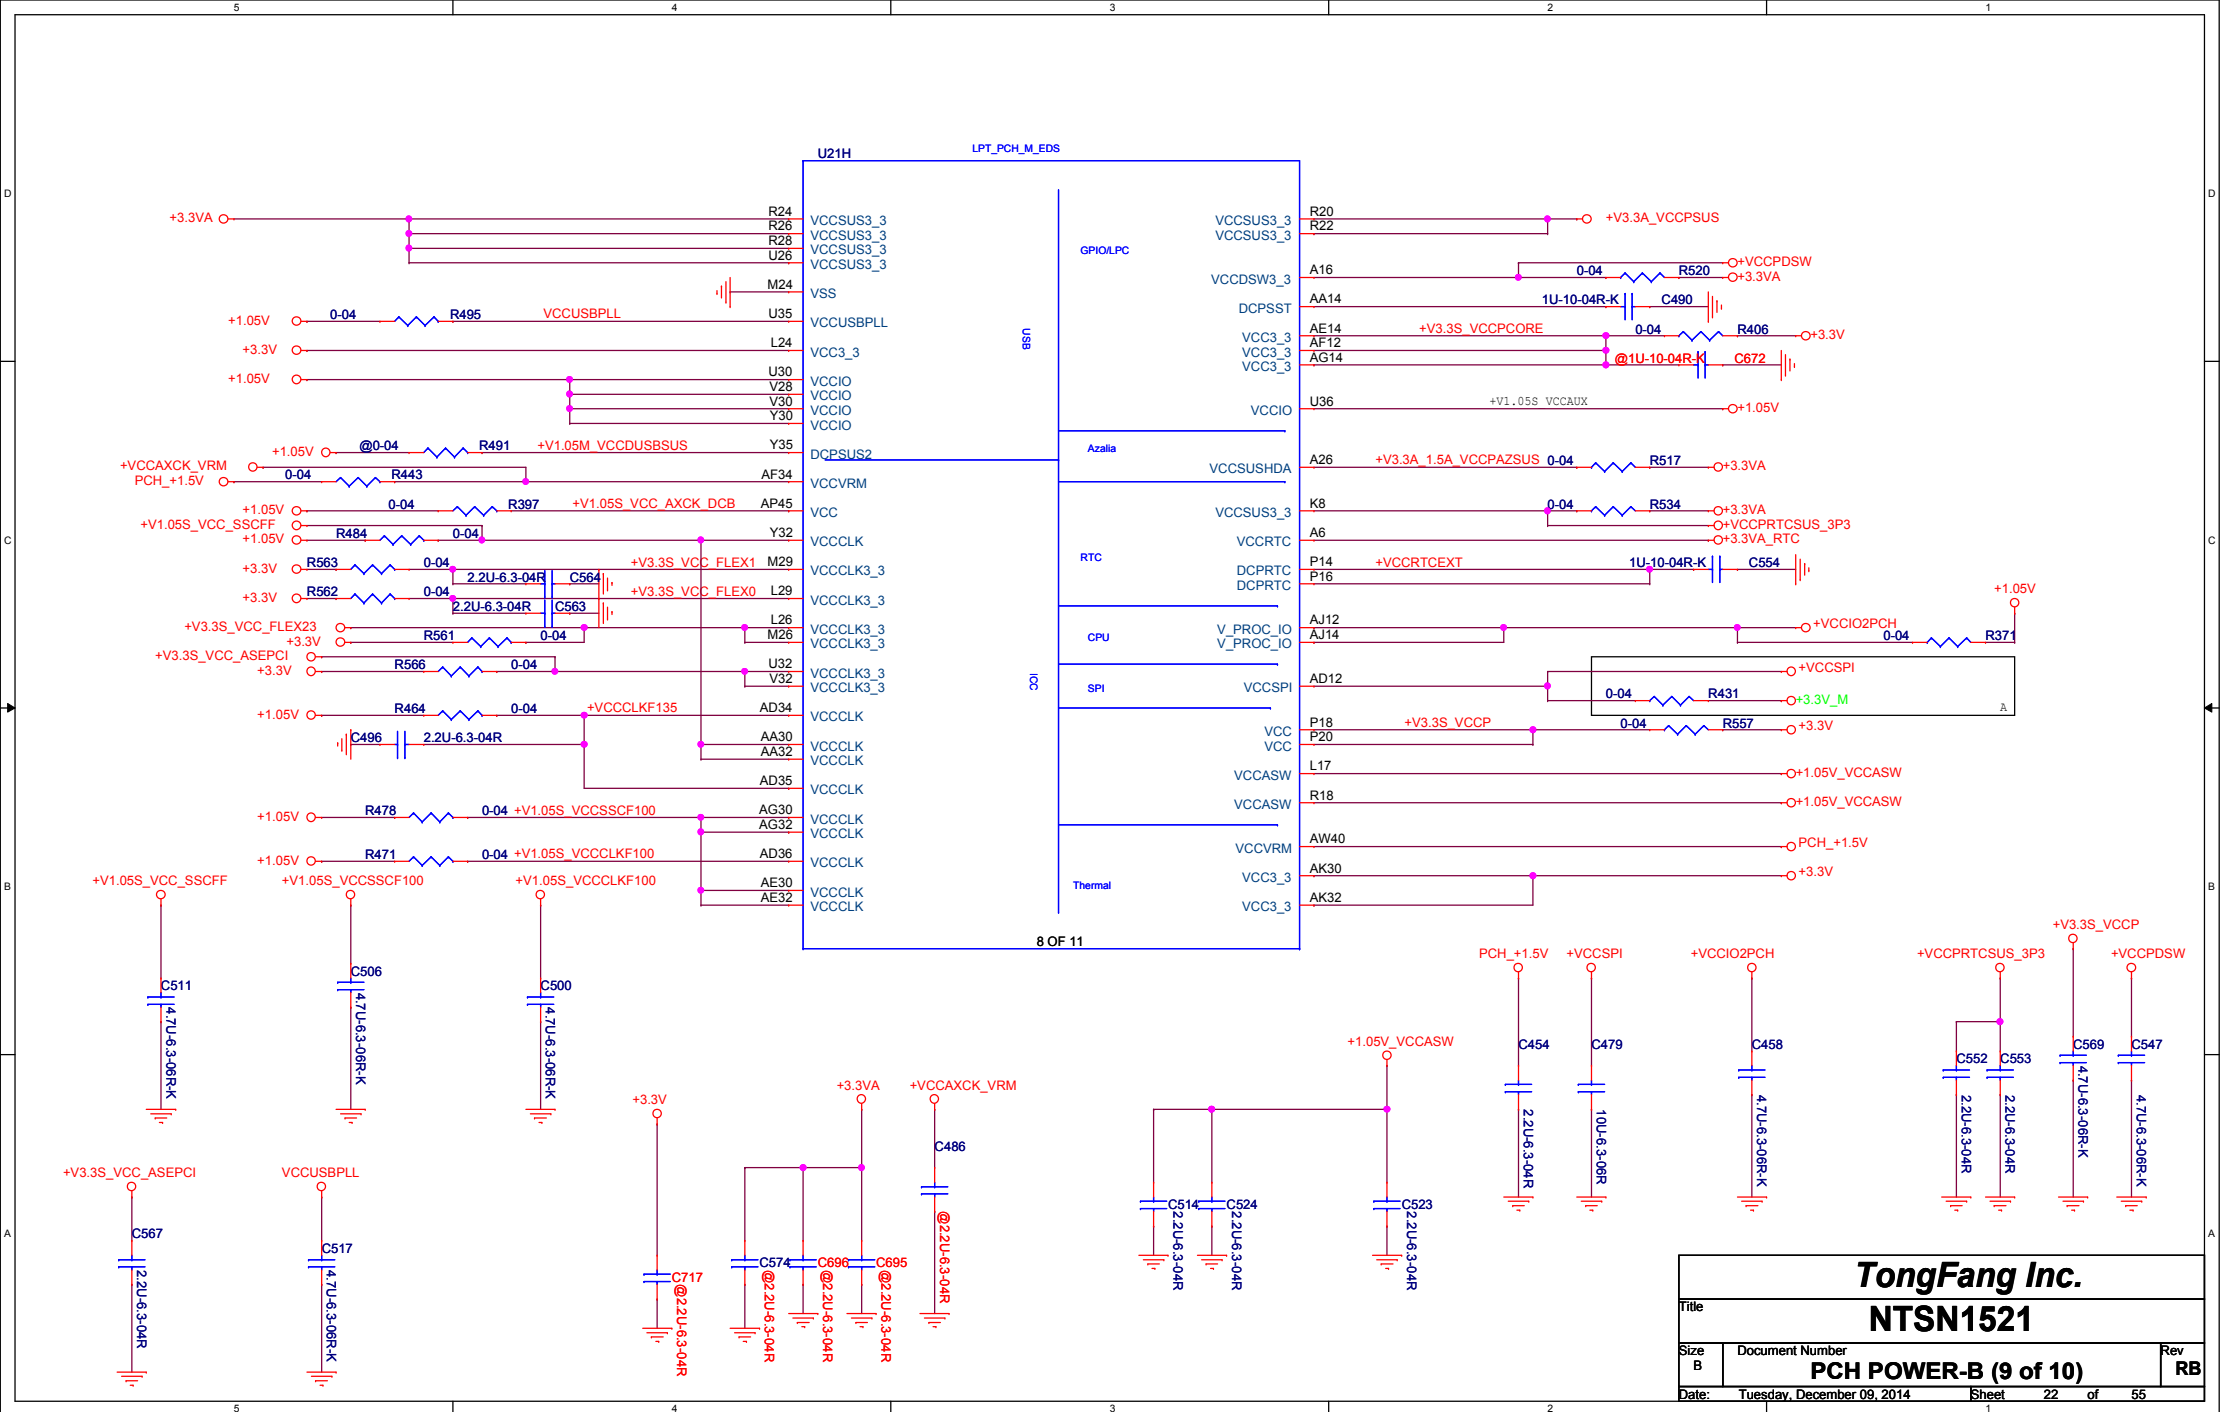 5 4 3 2 1
D D
C C
B B
A A
U21H
LPT_PCH_M_EDS
+3.3VA
R24 VCCSUS3_3
R26 VCCSUS3_3
R28 VCCSUS3_3
U26 VCCSUS3_3
M24 VSS
+1.05V 0-04 R495 VCCUSBPLL U35 VCCUSBPLL
+3.3V L24 VCC3_3
+1.05V U30 VCCIO
V28 VCCIO
V30 VCCIO
Y30 VCCIO
+1.05V @0-04 R491 +V1.05M_VCCDUSBSUS Y35 DCPSUS2
+VCCAXCK_VRM
PCH_+1.5V 0-04 R443 AF34 VCCVRM
+1.05V 0-04 R397 +V1.05S_VCC_AXCK_DCB AP45 VCC
+V1.05S_VCC_SSCFF
+1.05V R484 0-04 Y32 VCCCLK
+3.3V R563 0-04 +V3.3S_VCC_FLEX1 M29 VCCCLK3_3
2.2U-6.3-04R C564
+3.3V R562 0-04 +V3.3S_VCC_FLEX0 L29 VCCCLK3_3
2.2U-6.3-04R C563
+V3.3S_VCC_FLEX23 L26 VCCCLK3_3
+3.3V R561 0-04 M26 VCCCLK3_3
+V3.3S_VCC_ASEPCI
+3.3V R566 0-04 U32 VCCCLK3_3
V32 VCCCLK3_3
+1.05V R464 0-04 +VCCCLKF135 AD34 VCCCLK
C496 2.2U-6.3-04R AA30 VCCCLK
AA32 VCCCLK
AD35 VCCCLK
+1.05V R478 0-04 +V1.05S_VCCSSCF100 AG30 VCCCLK
AG32 VCCCLK
+1.05V R471 0-04 +V1.05S_VCCCLKF100 AD36 VCCCLK
AE30 VCCCLK
AE32 VCCCLK
USB
ICC
GPIO/LPC
Azalia
RTC
CPU
SPI
Thermal
8 OF 11
VCCSUS3_3 R20 +V3.3A_VCCPSUS
VCCSUS3_3 R22
+VCCPDSW
VCCDSW3_3 A16 0-04 R520 +3.3VA
DCPSST AA14 1U-10-04R-K C490
VCC3_3 AE14 +V3.3S_VCCPCORE 0-04 R406 +3.3V
VCC3_3 AF12
VCC3_3 AG14 @1U-10-04R-K C672
VCCIO U36 +V1.05S VCCAUX +1.05V
VCCSUSHDA A26 +V3.3A_1.5A_VCCPAZSUS 0-04 R517 +3.3VA
VCCSUS3_3 K8 0-04 R534 +3.3VA
+VCCPRTCSUS_3P3
VCCRTC A6 +3.3VA_RTC
DCPRTC P14 +VCCRTCEXT 1U-10-04R-K C554
DCPRTC P16
+1.05V
V_PROC_IO AJ12 +VCCIO2PCH
V_PROC_IO AJ14 0-04 R371
+VCCSPI
VCCSPI AD12
0-04 R431 +3.3V_M
A
VCC P18 +V3.3S_VCCP 0-04 R557 +3.3V
VCC P20
VCCASW L17 +1.05V_VCCASW
VCCASW R18 +1.05V_VCCASW
VCCVRM AW40 PCH_+1.5V
VCC3_3 AK30 +3.3V
VCC3_3 AK32
+V1.05S_VCC_SSCFF C511 4.7U-6.3-06R-K
+V1.05S_VCCSSCF100 C506 4.7U-6.3-06R-K
+V1.05S_VCCCLKF100 C500 4.7U-6.3-06R-K
+V3.3S_VCC_ASEPCI C567 2.2U-6.3-04R
VCCUSBPLL C517 4.7U-6.3-06R-K
+3.3V C717 @2.2U-6.3-04R
+3.3VA C574 @2.2U-6.3-04R
C696 @2.2U-6.3-04R
C695 @2.2U-6.3-04R
+VCCAXCK_VRM C486 @2.2U-6.3-04R
+1.05V_VCCASW C514 2.2U-6.3-04R
C524 2.2U-6.3-04R
C523 2.2U-6.3-04R
PCH_+1.5V C454 2.2U-6.3-04R
+VCCSPI C479 10U-6.3-06R
+VCCIO2PCH C458 4.7U-6.3-06R-K
+VCCPRTCSUS_3P3 C552 2.2U-6.3-04R
C553 2.2U-6.3-04R
+V3.3S_VCCP C569 4.7U-6.3-06R-K
+VCCPDSW C547 4.7U-6.3-06R-K
TongFang Inc.
Title NTSN1521
Size B Document Number PCH POWER-B (9 of 10) Rev RB
Date: Tuesday, December 09, 2014 Sheet 22 of 55
5 4 3 2 1